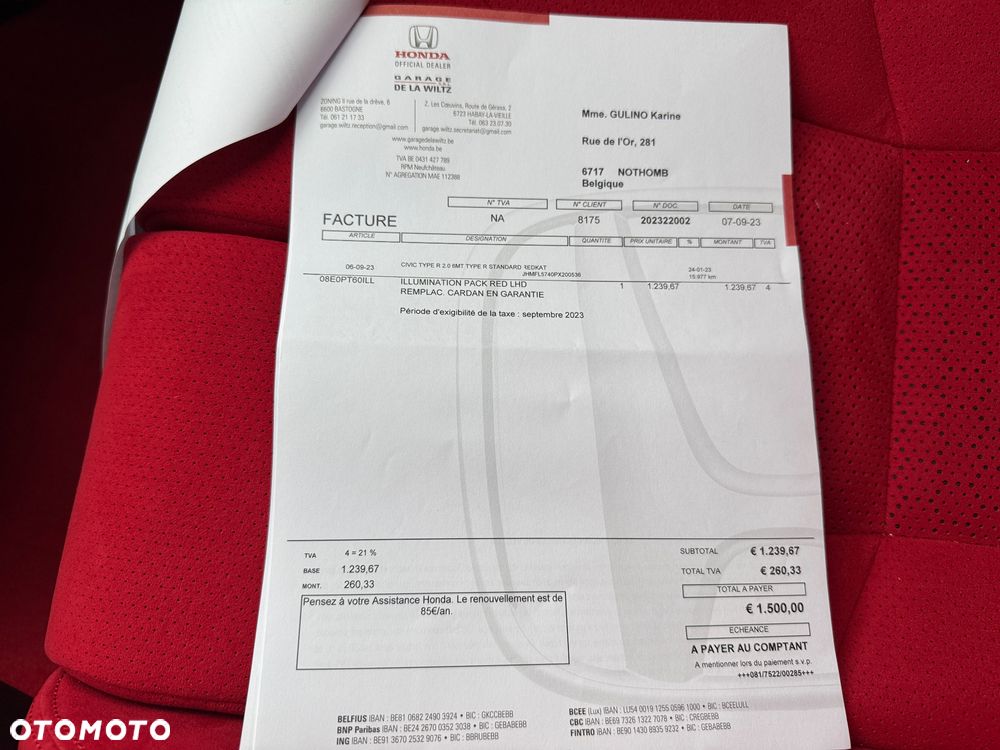 HONDA
OFFICIAL DEALER
GARAGE
DE LA WILTZ
ZONING II rue de la drève, 6
6600 BASTOGNE
Tél. 061 21 17 33
garage.wiltz.reception@gmail.com
2, Les Cœuvins, Route de Gérass, 2
6723 HABAY-LA-VIEILLE
Tél. 063 23.07.30
garage.wiltz.secretariat@gmail.com
www.garagedelawiltz.be
www.honda.be
TVA BE 0431 427 789
RPM Neufchâteau
N° AGREGATION MAE 112388
Mme. GULINO Karine
Rue de l'Or, 281
6717 NOTHOMB
Belgique
N° TVA N° CLIENT N° DOC. DATE
FACTURE NA 8175 202322002 07-09-23
ARTICLE DESIGNATION QUANTITE PRIX UNITAIRE % MONTANT TVA
06-09-23 CIVIC TYPE R 2.0 6MT TYPE R STANDARD REDKAT 24-01-23
JHMFL5740PX200536 15.977 km
08E0PT60ILL ILLUMINATION PACK RED LHD 1 1.239,67 1.239,67 4
REMPLAC. CARDAN EN GARANTIE
Période d'exigibilité de la taxe : septembre 2023
TVA 4 = 21 %
BASE 1.239,67
MONT. 260,33
SUBTOTAL € 1.239,67
TOTAL TVA € 260,33
TOTAL A PAYER
€ 1.500,00
ECHEANCE
A PAYER AU COMPTANT
A mentionner lors du paiement s.v.p.
+++081/7522/00285+++
Pensez à votre Assistance Honda. Le renouvellement est de
85€/an.
BELFIUS IBAN : BE81 0682 2490 3924 • BIC : GKCCBEBB
BNP Paribas IBAN : BE24 2670 0352 3038 • BIC : GEBABEBB
ING IBAN : BE91 3670 2532 9076 • BIC : BBRUBEBB
BCEE (Lux) IBAN : LU54 0019 1255 0596 1000 • BIC : BCEELULL
CBC IBAN : BE69 7326 1322 7078 • BIC : CREGBEBB
FINTRO IBAN : BE90 1430 8935 9232 • BIC : GEBABEBB
OTOMOTO